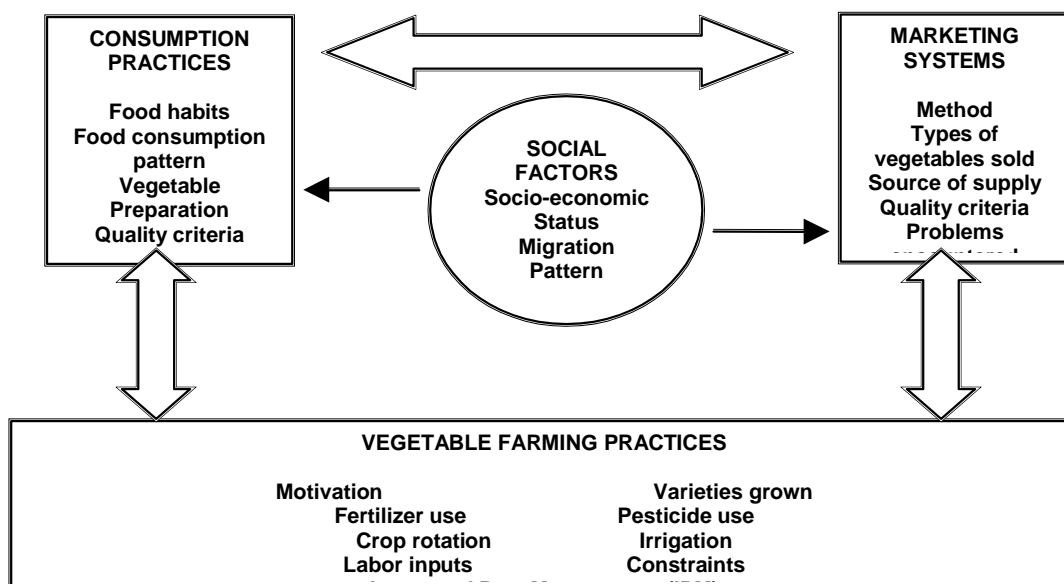 CONSUMPTION
PRACTICES
Food habits
Food consumption
pattern
Vegetable
Preparation
Quality criteria
SOCIAL
FACTORS
Socio-economic
Status
Migration
Pattern
MARKETING
SYSTEMS
Method
Types of
vegetables sold
Source of supply
Quality criteria
Problems
VEGETABLE FARMING PRACTICES
Motivation Varieties grown
Fertilizer use Pesticide use
Crop rotation Irrigation
Labor inputs Constraints